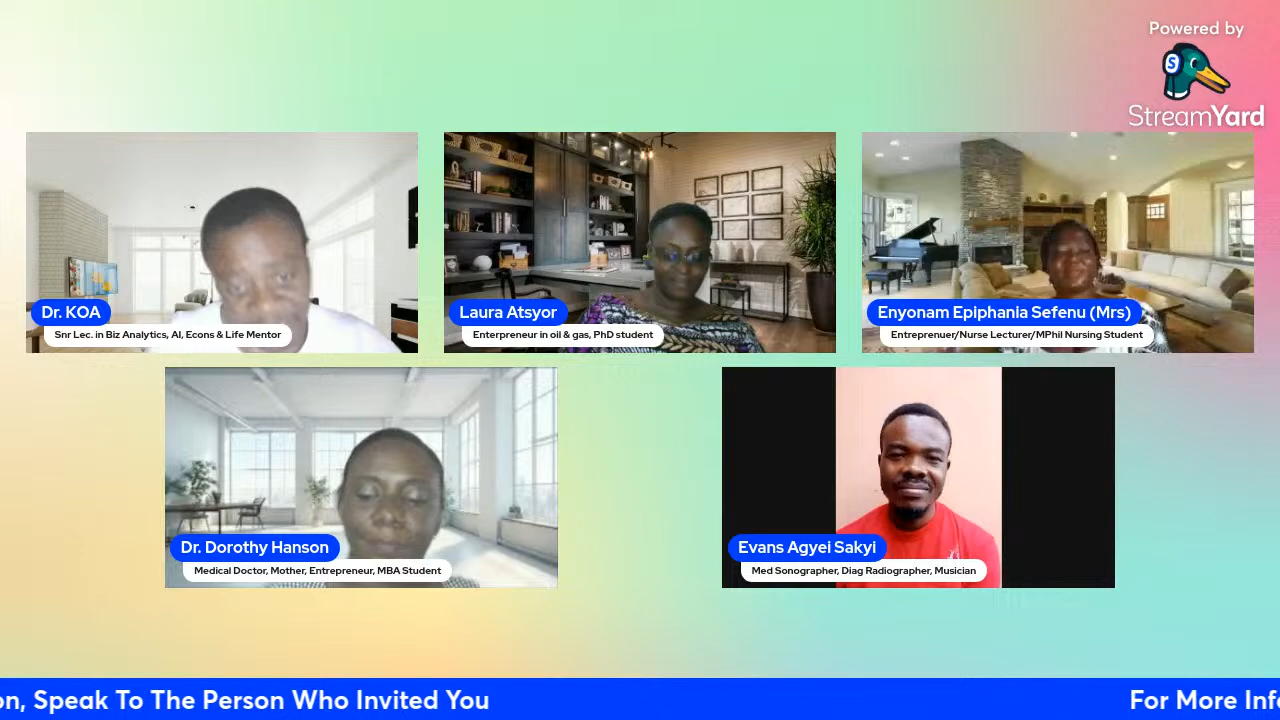 Powered by
S
StreamYard
Dr. KOA
Snr Lec. in Biz Analytics, AI, Econs & Life Mentor
Laura Atsyor
Enterpreneur in oil & gas, PhD student
Enyonam Epiphania Sefenu (Mrs)
Entreprenuer/Nurse Lecturer/MPhil Nursing Student
Dr. Dorothy Hanson
Medical Doctor, Mother, Entrepreneur, MBA Student
Evans Agyei Sakyi
Med Sonographer, Diag Radiographer, Musician
on, Speak To The Person Who Invited You
For More Info